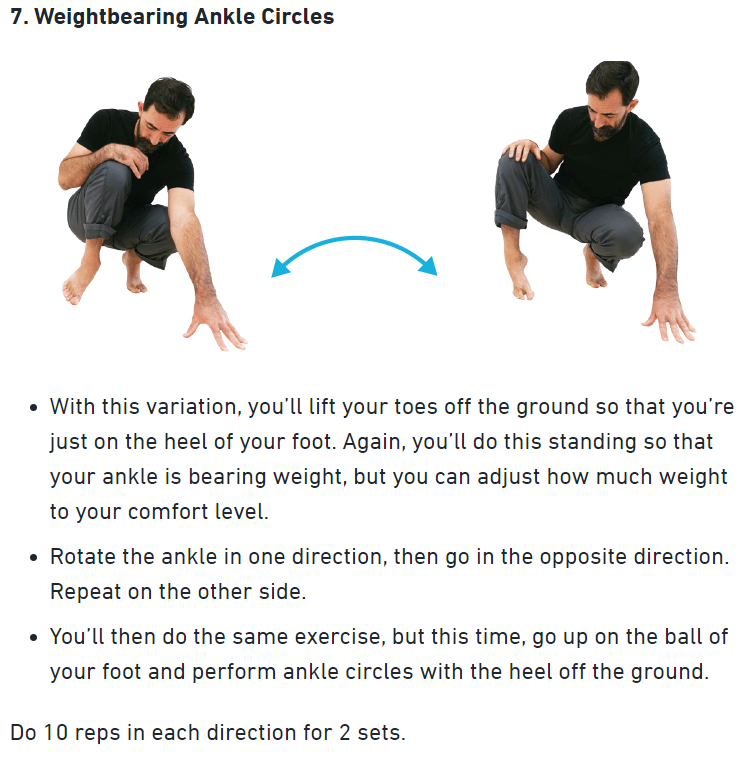 7. Weightbearing Ankle Circles
• With this variation, you’ll lift your toes off the ground so that you’re
just on the heel of your foot. Again, you’ll do this standing so that
your ankle is bearing weight, but you can adjust how much weight
to your comfort level.
• Rotate the ankle in one direction, then go in the opposite direction.
Repeat on the other side.
• You’ll then do the same exercise, but this time, go up on the ball of
your foot and perform ankle circles with the heel off the ground.
Do 10 reps in each direction for 2 sets.